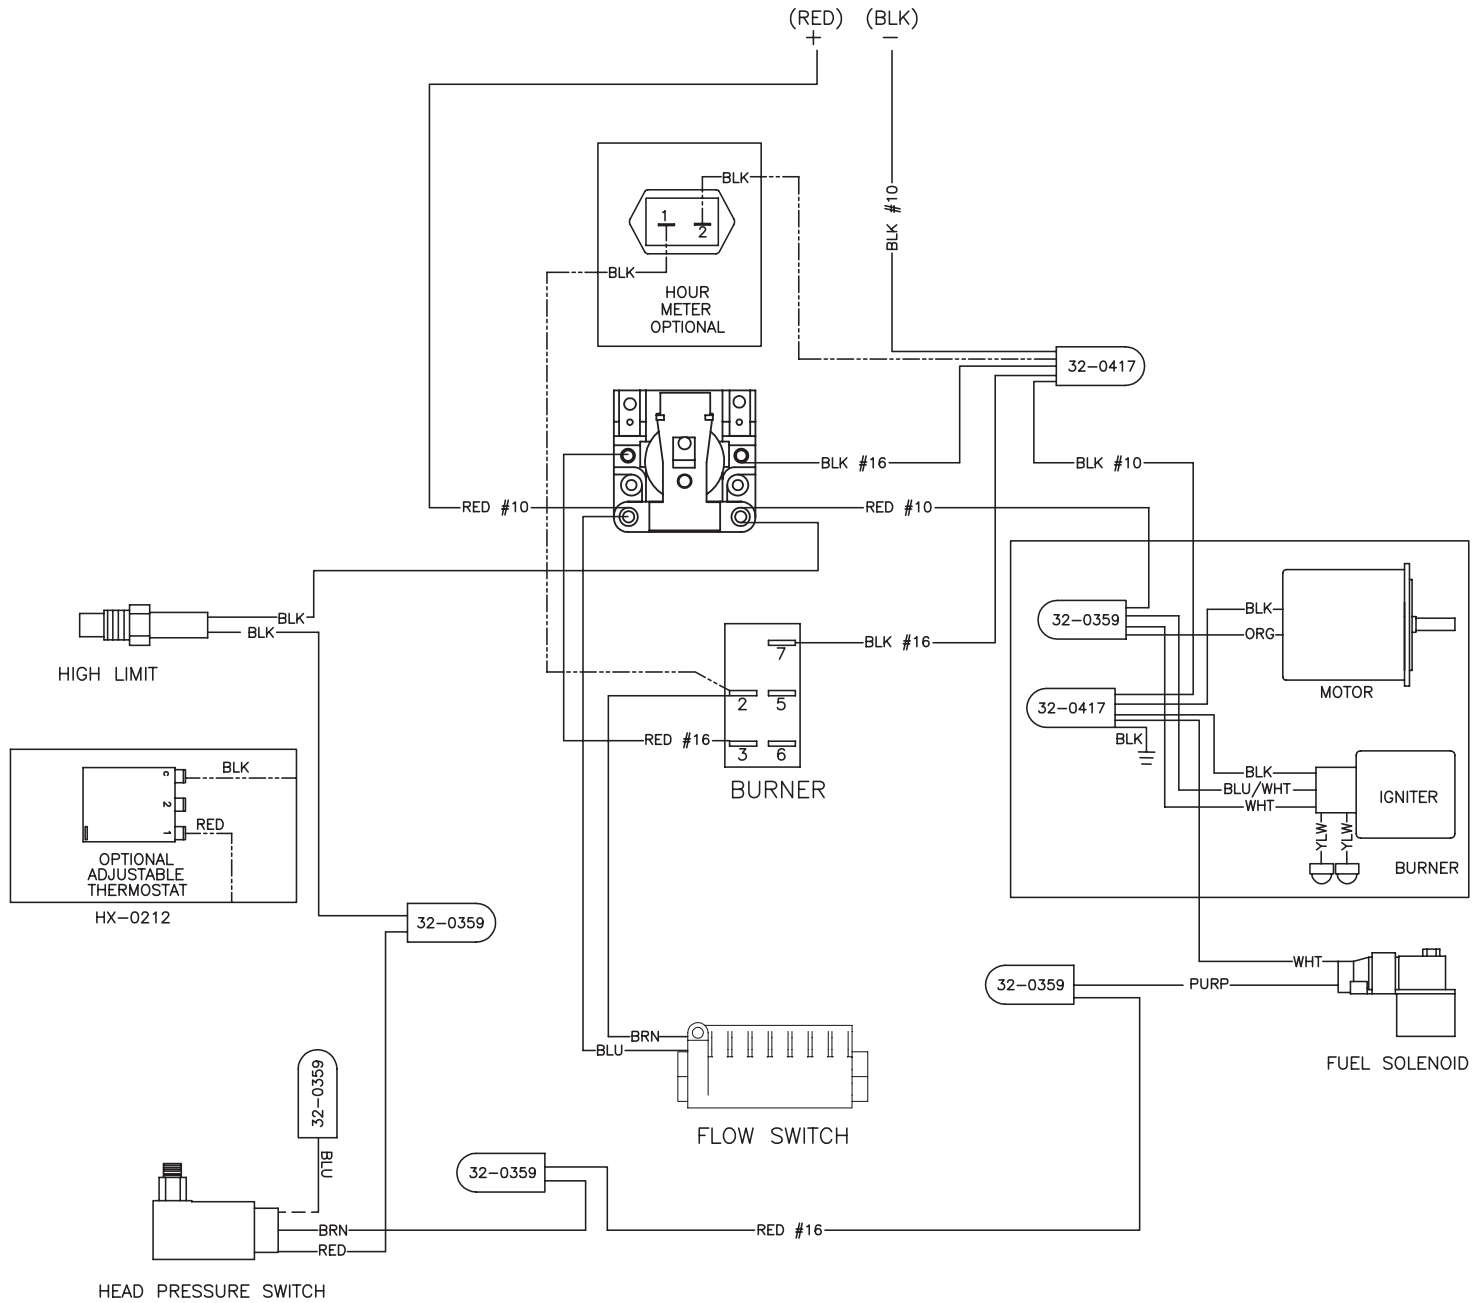 (RED) (BLK)
+ −
BLK #10
BLK
1
2
BLK
HOUR
METER
OPTIONAL
32-0417
BLK #16
BLK #10
RED #10
RED #10
32-0359
BLK
ORG
MOTOR
BLK
BLK
HIGH LIMIT
7
BLK #16
2
5
RED #16
3
6
BURNER
32-0417
BLK
BLK
BLU/WHT
WHT
IGNITER
YLW
YLW
BURNER
C
BLK
2
1
RED
OPTIONAL
ADJUSTABLE
THERMOSTAT
HX-0212
32-0359
WHT
32-0359
PURP
FUEL SOLENOID
BRN
BLU
FLOW SWITCH
32-0359
BLU
32-0359
BRN
RED
RED #16
HEAD PRESSURE SWITCH